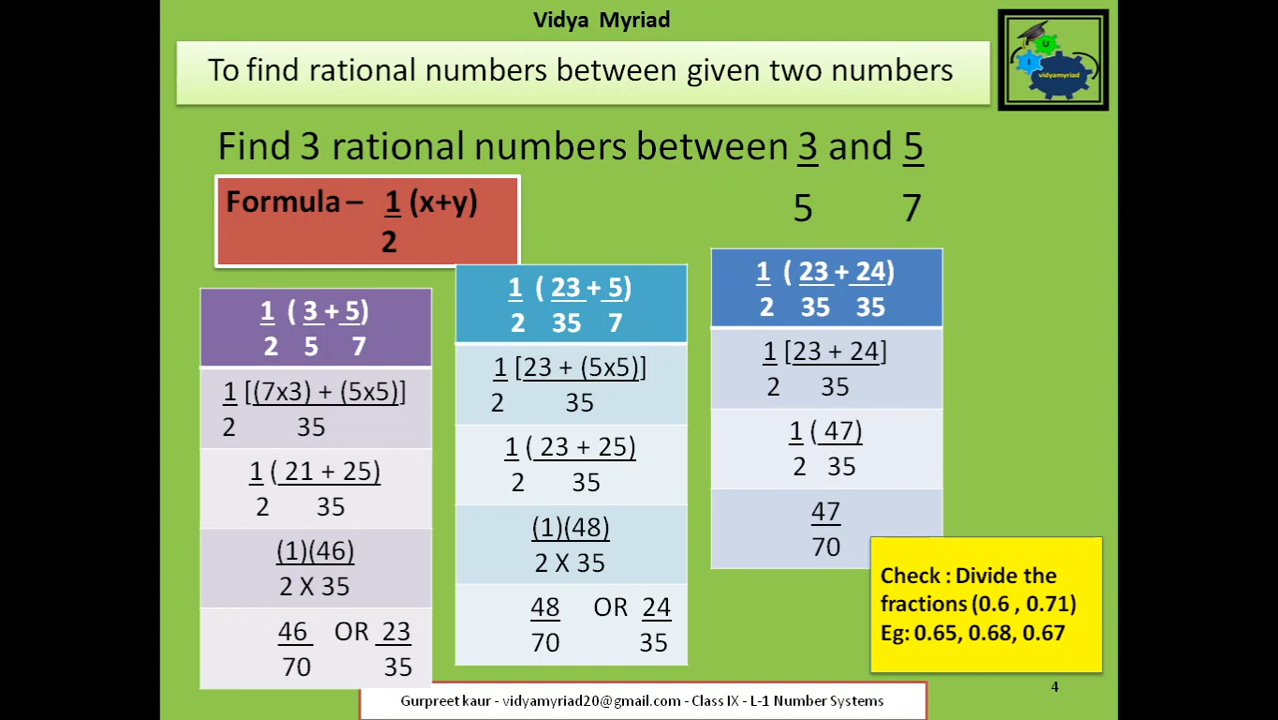 Vidya Myriad
To find rational numbers between given two numbers
U
I
vidyamyriad
Find 3 rational numbers between 3 and 5
5 7
Formula – 1 (x+y)
2
1 ( 3 + 5)
2 5 7
1 [(7x3) + (5x5)]
2 35
1 ( 21 + 25)
2 35
(1)(46)
2 X 35
46 OR 23
70 35
1 ( 23 + 5)
2 35 7
1 [23 + (5x5)]
2 35
1 ( 23 + 25)
2 35
(1)(48)
2 X 35
48 OR 24
70 35
1 ( 23 + 24)
2 35 35
1 [23 + 24]
2 35
1 ( 47)
2 35
47
70
Check : Divide the
fractions (0.6 , 0.71)
Eg: 0.65, 0.68, 0.67
Gurpreet kaur - vidyamyriad20@gmail.com - Class IX - L-1 Number Systems
4